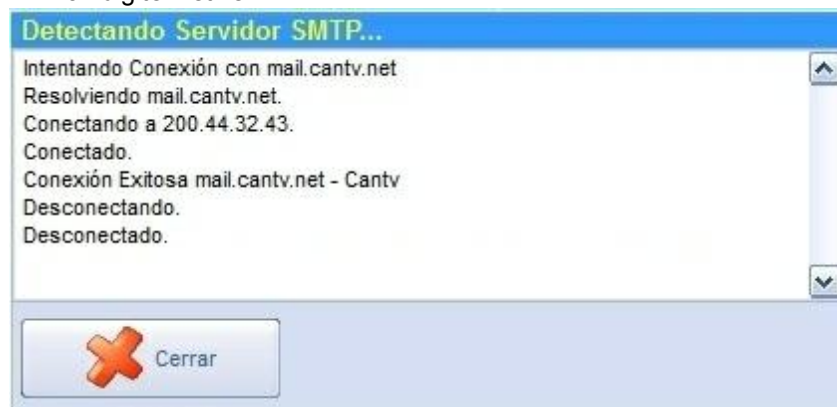 Detectando Servidor SMTP...
Intentando Conexión con mail.cantv.net
Resolviendo mail.cantv.net.
Conectando a 200.44.32.43.
Conectado.
Conexión Exitosa mail.cantv.net - Cantv
Desconectando.
Desconectado.
Cerrar